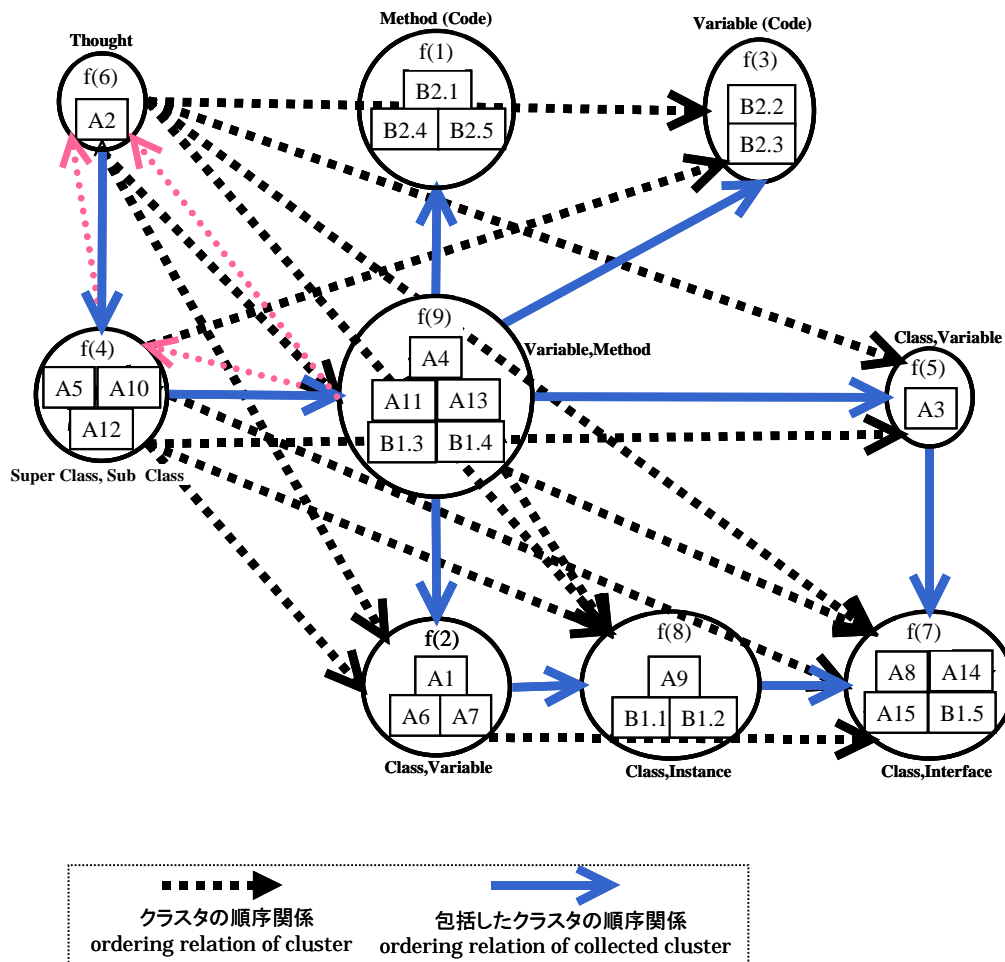 Method (Code)
Variable (Code)
Thought
f(6)
A2
f(1)
B2.1
B2.4 B2.5
f(3)
B2.2
B2.3
f(4)
A5 A10
A12
Super Class, Sub Class
f(9)
A4
A11 A13
B1.3 B1.4
Variable,Method
Class,Variable
f(5)
A3
f(2)
A1
A6 A7
Class,Variable
f(8)
A9
B1.1 B1.2
Class,Instance
f(7)
A8 A14
A15 B1.5
Class,Interface
クラスタの順序関係
ordering relation of cluster
包括したクラスタの順序関係
ordering relation of collected cluster